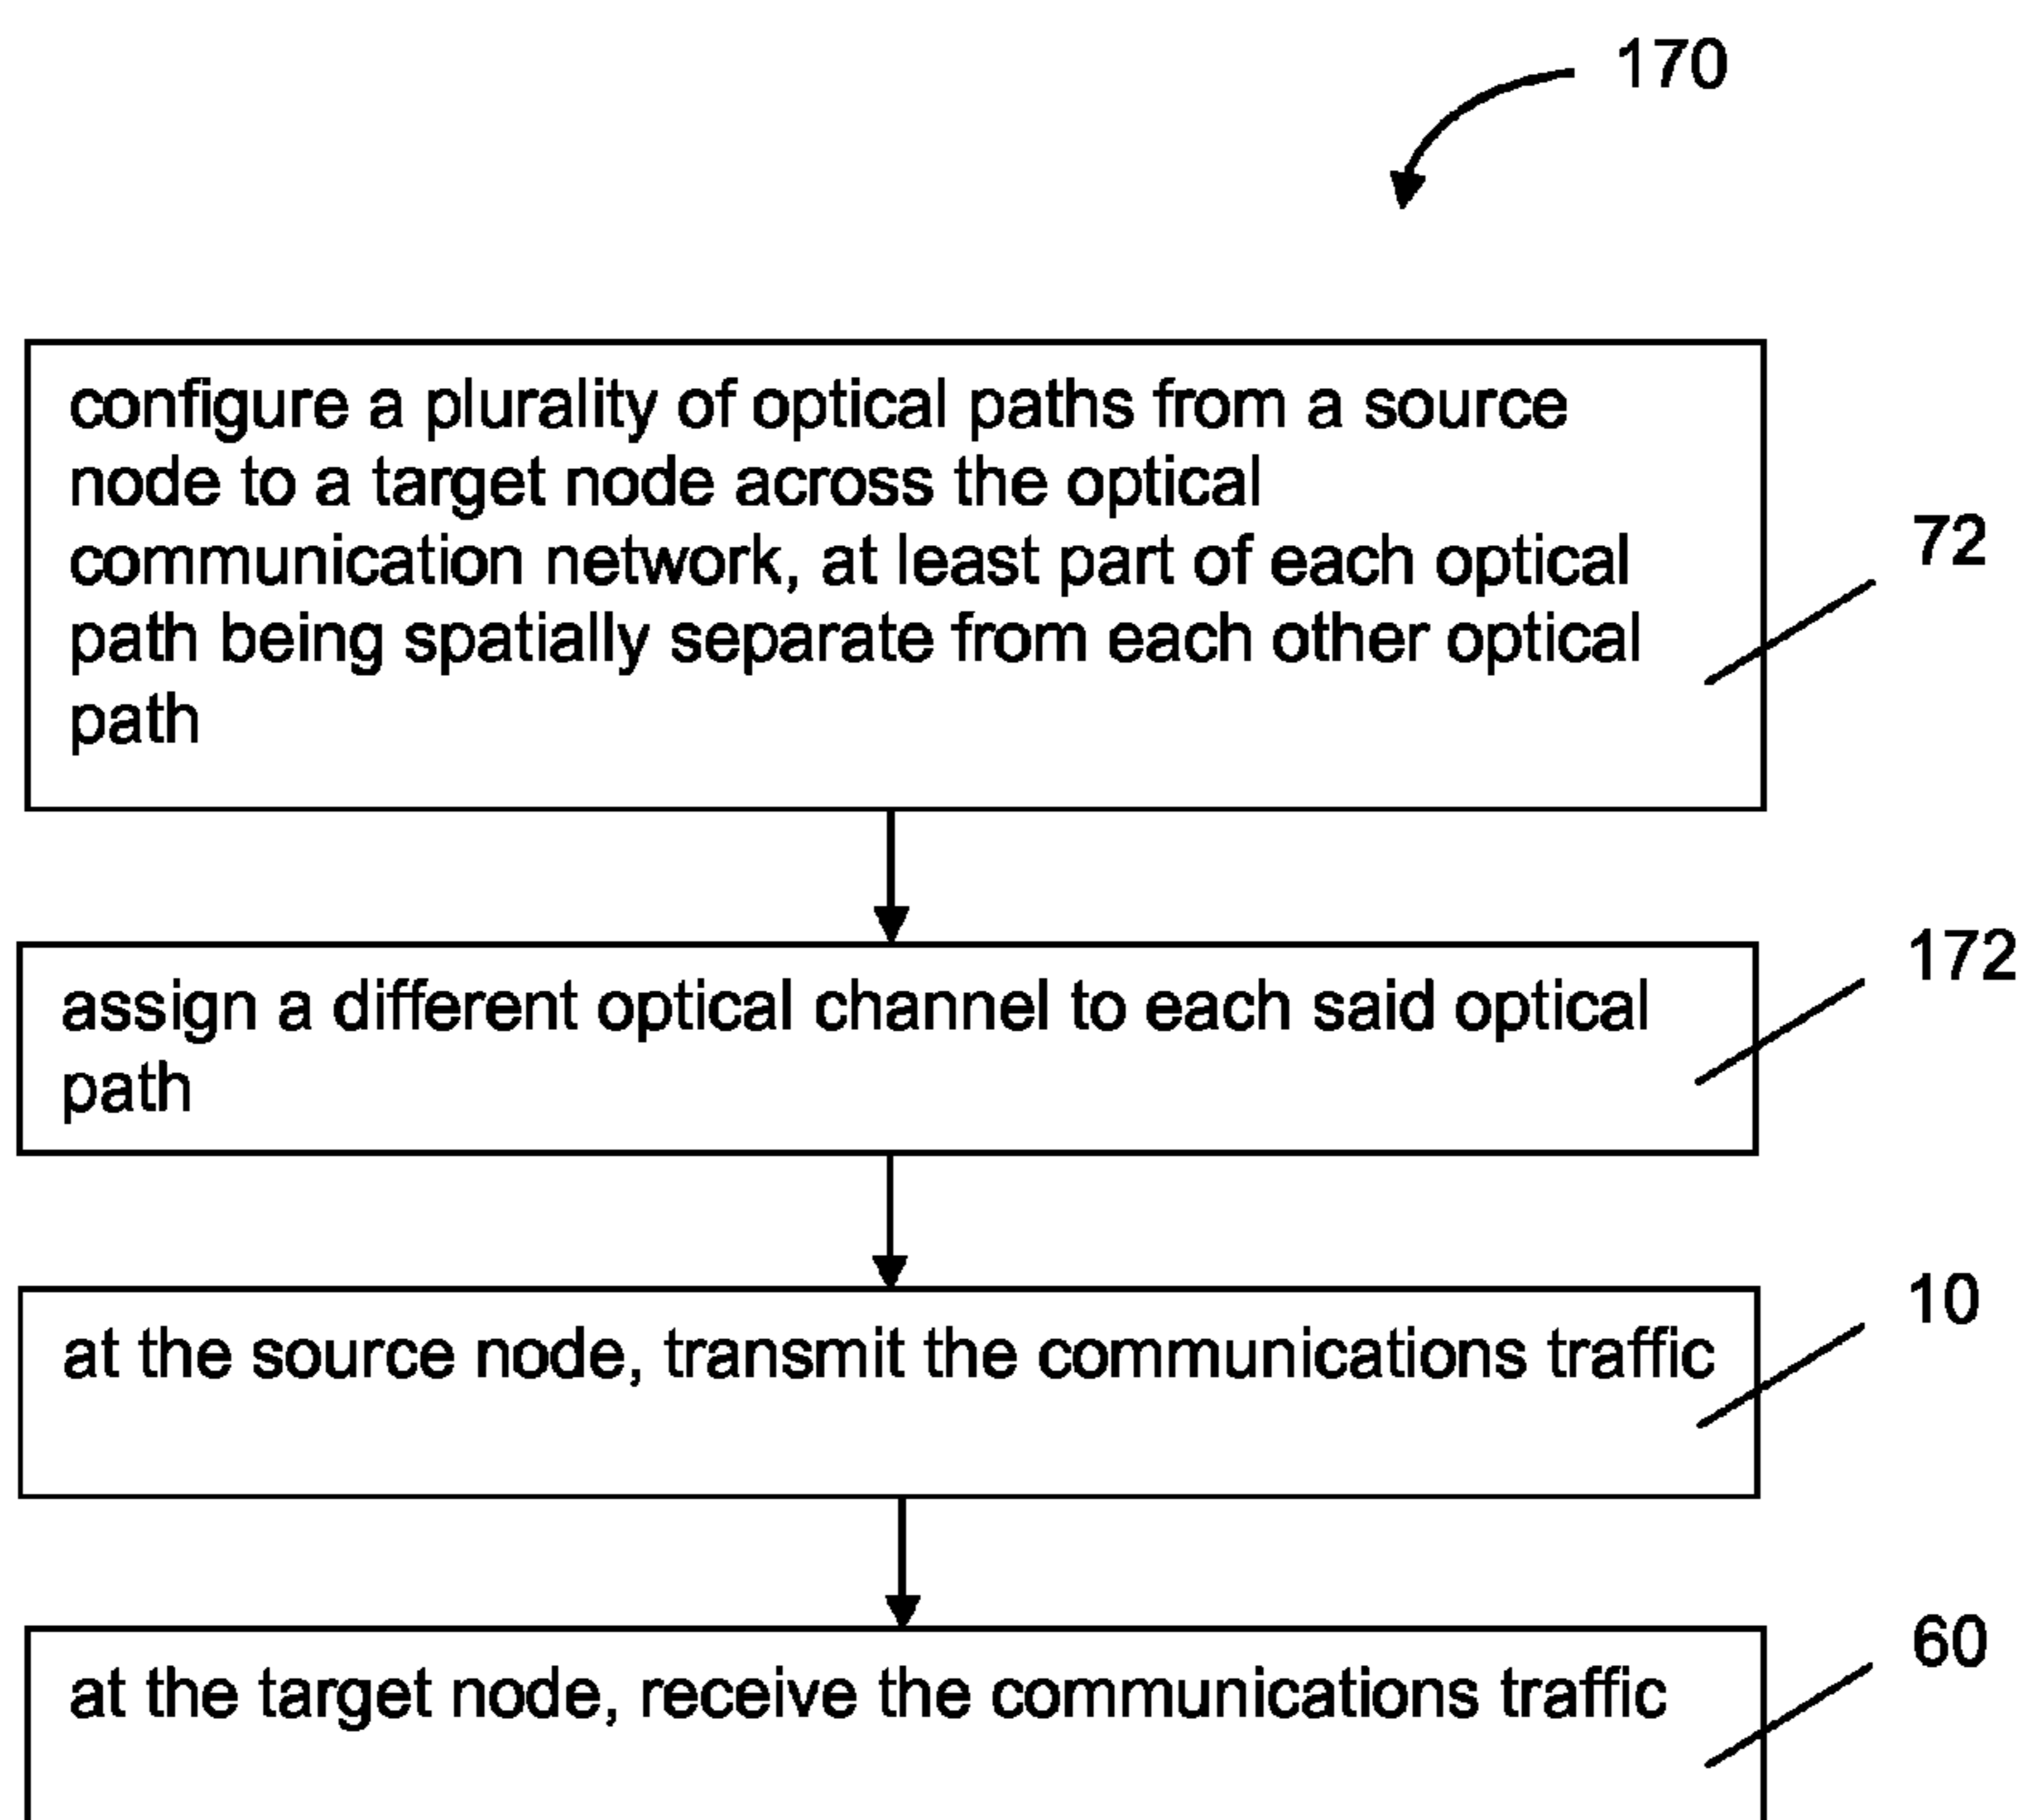 170
configure a plurality of optical paths from a source
node to a target node across the optical
communication network, at least part of each optical
path being spatially separate from each other optical
path
72
assign a different optical channel to each said optical
path
172
at the source node, transmit the communications traffic
10
at the target node, receive the communications traffic
60